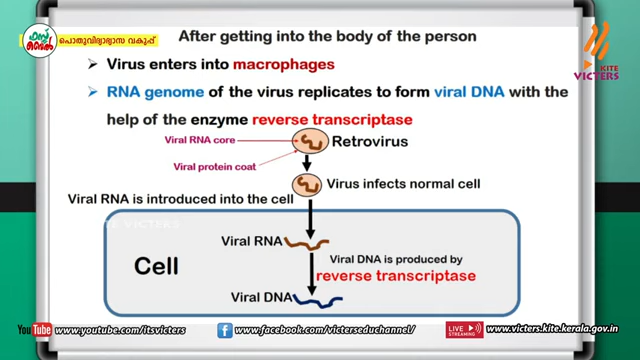 ഫസ്റ്റ് ബെൽ
പൊതുവിദ്യാഭ്യാസ വകുപ്പ്
KITE
VICTERS
After getting into the body of the person
➤ Virus enters into macrophages
➤ RNA genome of the virus replicates to form viral DNA with the
help of the enzyme reverse transcriptase
Viral RNA core
Retrovirus
Viral protein coat
Virus infects normal cell
Viral RNA is introduced into the cell
KITE VICTERS
Viral RNA
Viral DNA is produced by
reverse transcriptase
Cell
Viral DNA
YouTube www.youtube.com/itsvicters
f www.facebook.com/victerseduchannel/
LIVE STREAMING www.victers.kite.kerala.gov.in